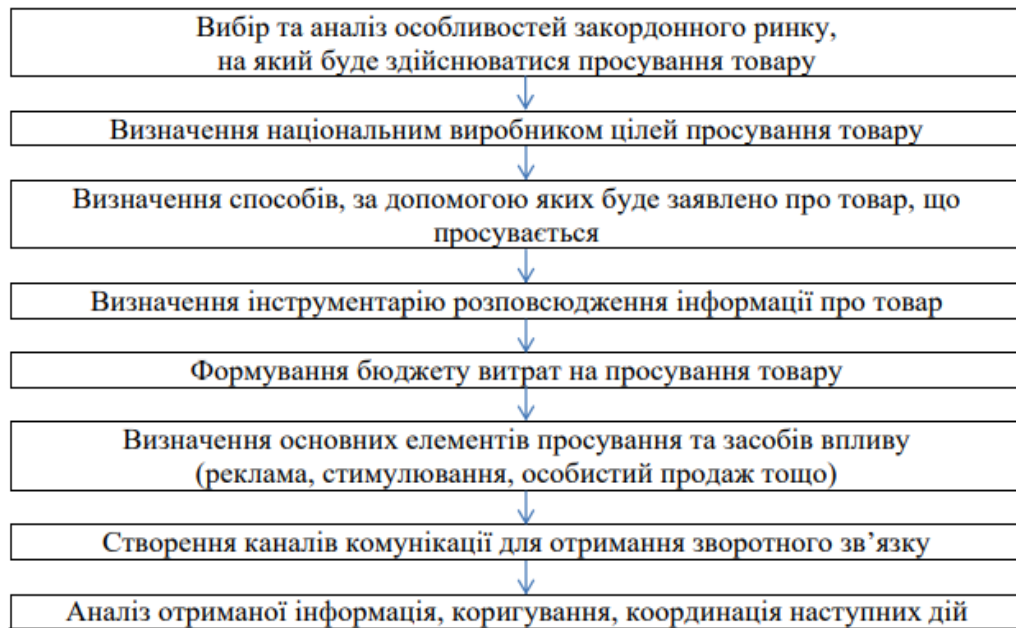 Вибір та аналіз особливостей закордонного ринку,
на який буде здійснюватися просування товару
Визначення національним виробником цілей просування товару
Визначення способів, за допомогою яких буде заявлено про товар, що
просувається
Визначення інструментарію розповсюдження інформації про товар
Формування бюджету витрат на просування товару
Визначення основних елементів просування та засобів впливу
(реклама, стимулювання, особистий продаж тощо)
Створення каналів комунікації для отримання зворотного зв’язку
Аналіз отриманої інформація, коригування, координація наступних дій